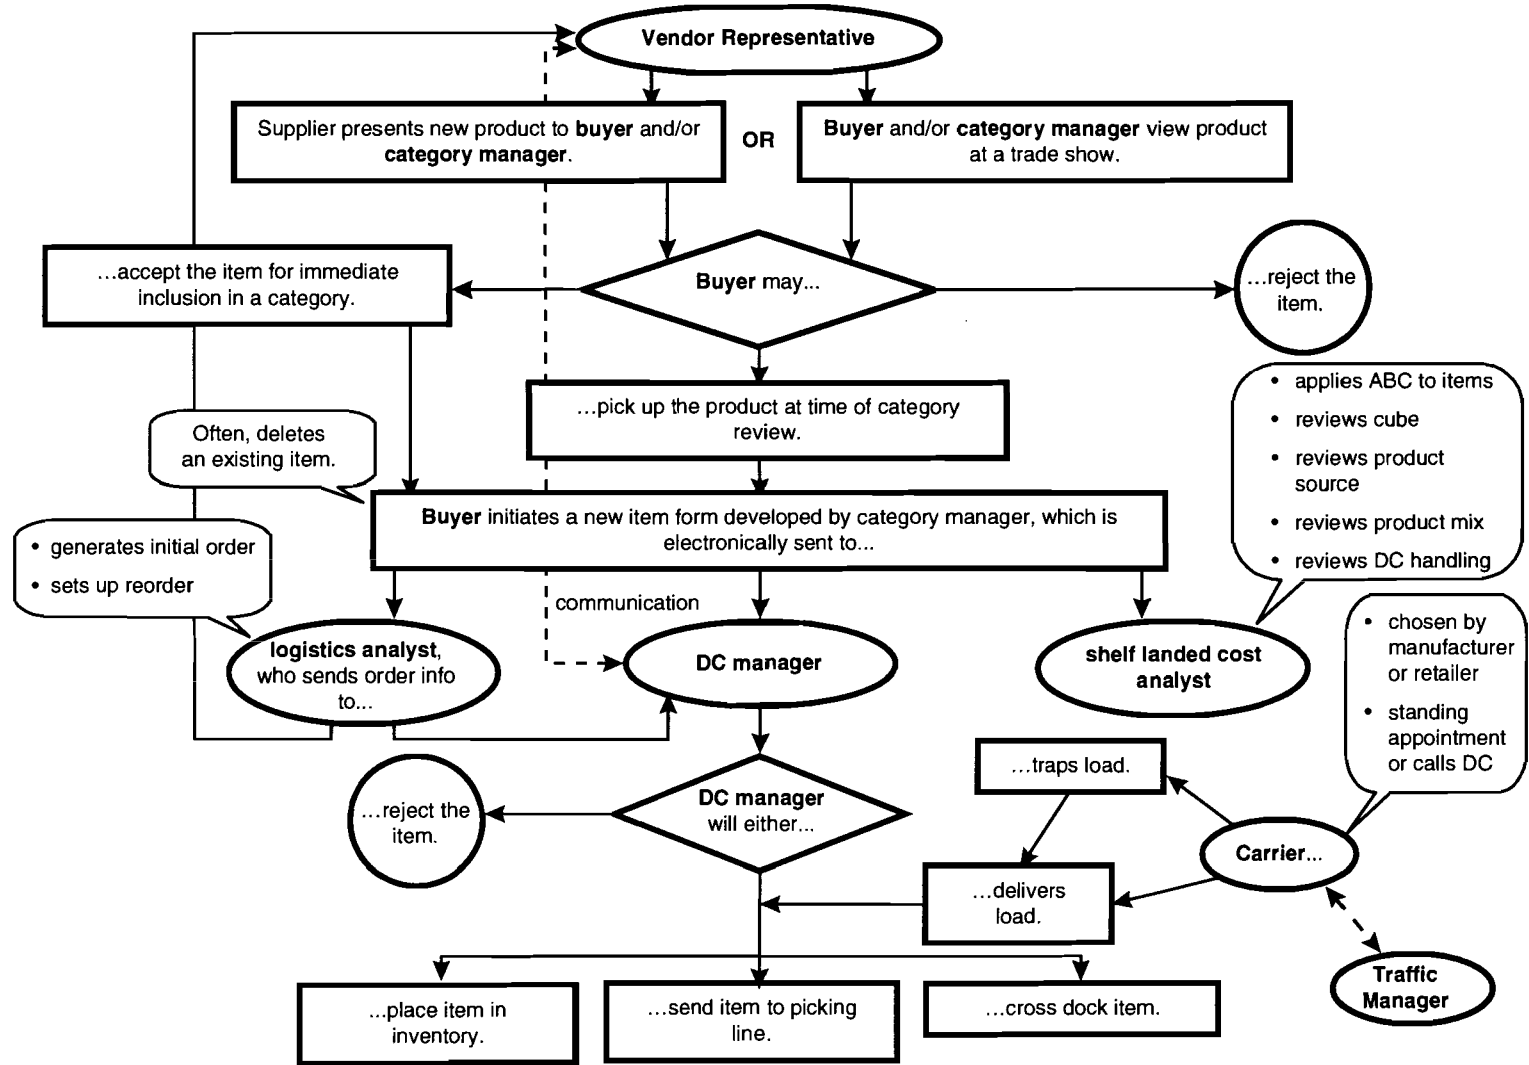 Vendor Representative
Supplier presents new product to buyer and/or
category manager.
OR
Buyer and/or category manager view product
at a trade show.
...accept the item for immediate
inclusion in a category.
Buyer may...
...reject the
item.
...pick up the product at time of category
review.
• applies ABC to items
• reviews cube
• reviews product
source
• reviews product mix
• reviews DC handling
Often, deletes
an existing item.
Buyer initiates a new item form developed by category manager, which is
electronically sent to...
• generates initial order
• sets up reorder
communication
logistics analyst,
who sends order info
to...
DC manager
shelf landed cost
analyst
• chosen by
manufacturer
or retailer
• standing
appointment
or calls DC
...traps load.
...reject the
item.
DC manager
will either...
Carrier...
...delivers
load.
Traffic
Manager
...place item in
inventory.
...send item to picking
line.
...cross dock item.